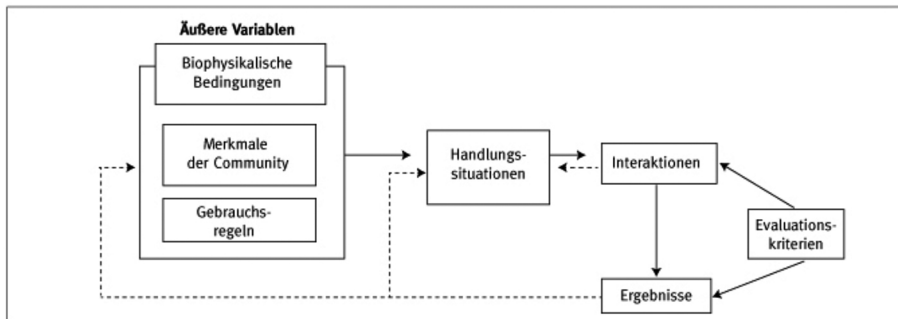 Äußere Variablen
Biophysikalische
Bedingungen
Merkmale
der Community
Gebrauchs-
regeln
Handlungs-
situationen
Interaktionen
Evaluations-
kriterien
Ergebnisse